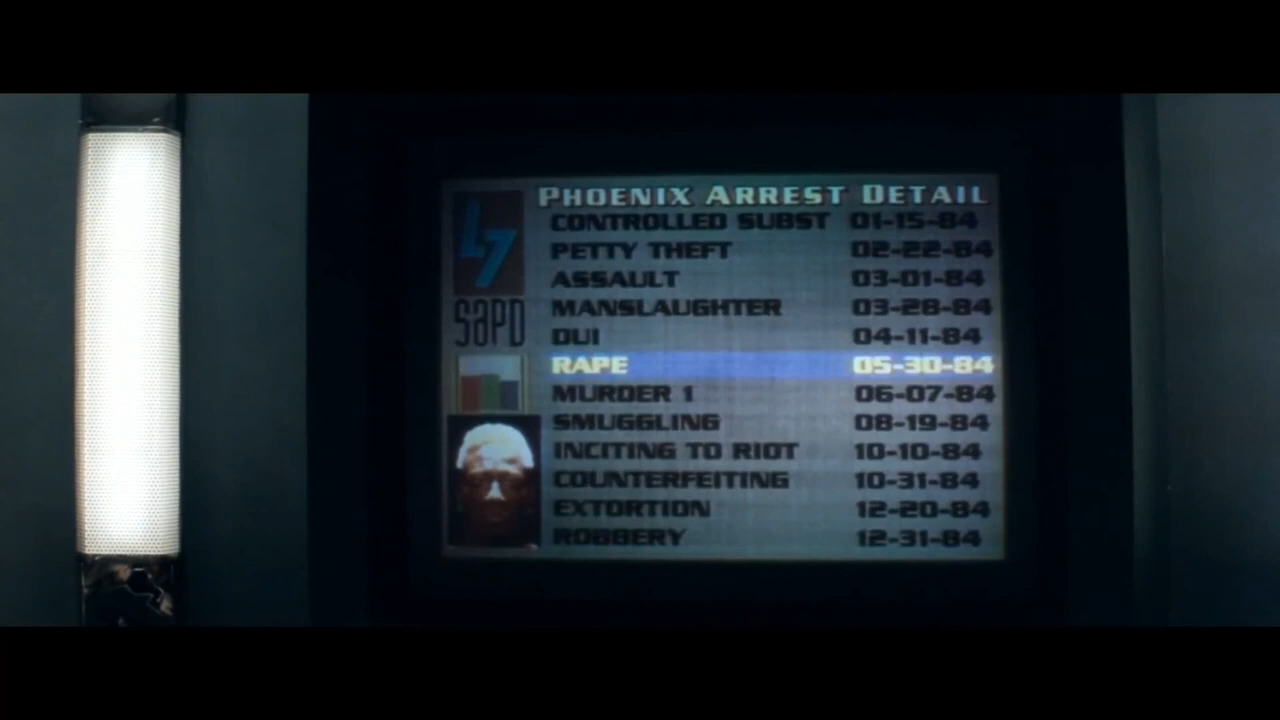 PHOENIX ARREST DETAIL
L7
SAPD
CONTROLLED SUBST 01-15-84
PETTY THEFT 02-22-84
ASSAULT 03-01-84
MANSLAUGHTER 03-28-84
DUI 04-11-84
RAPE 05-30-84
MURDER 1 06-07-84
SMUGGLING 08-19-84
INCITING TO RIOT 10-10-84
COUNTERFEITING 10-31-84
EXTORTION 12-20-84
ROBBERY 12-31-84